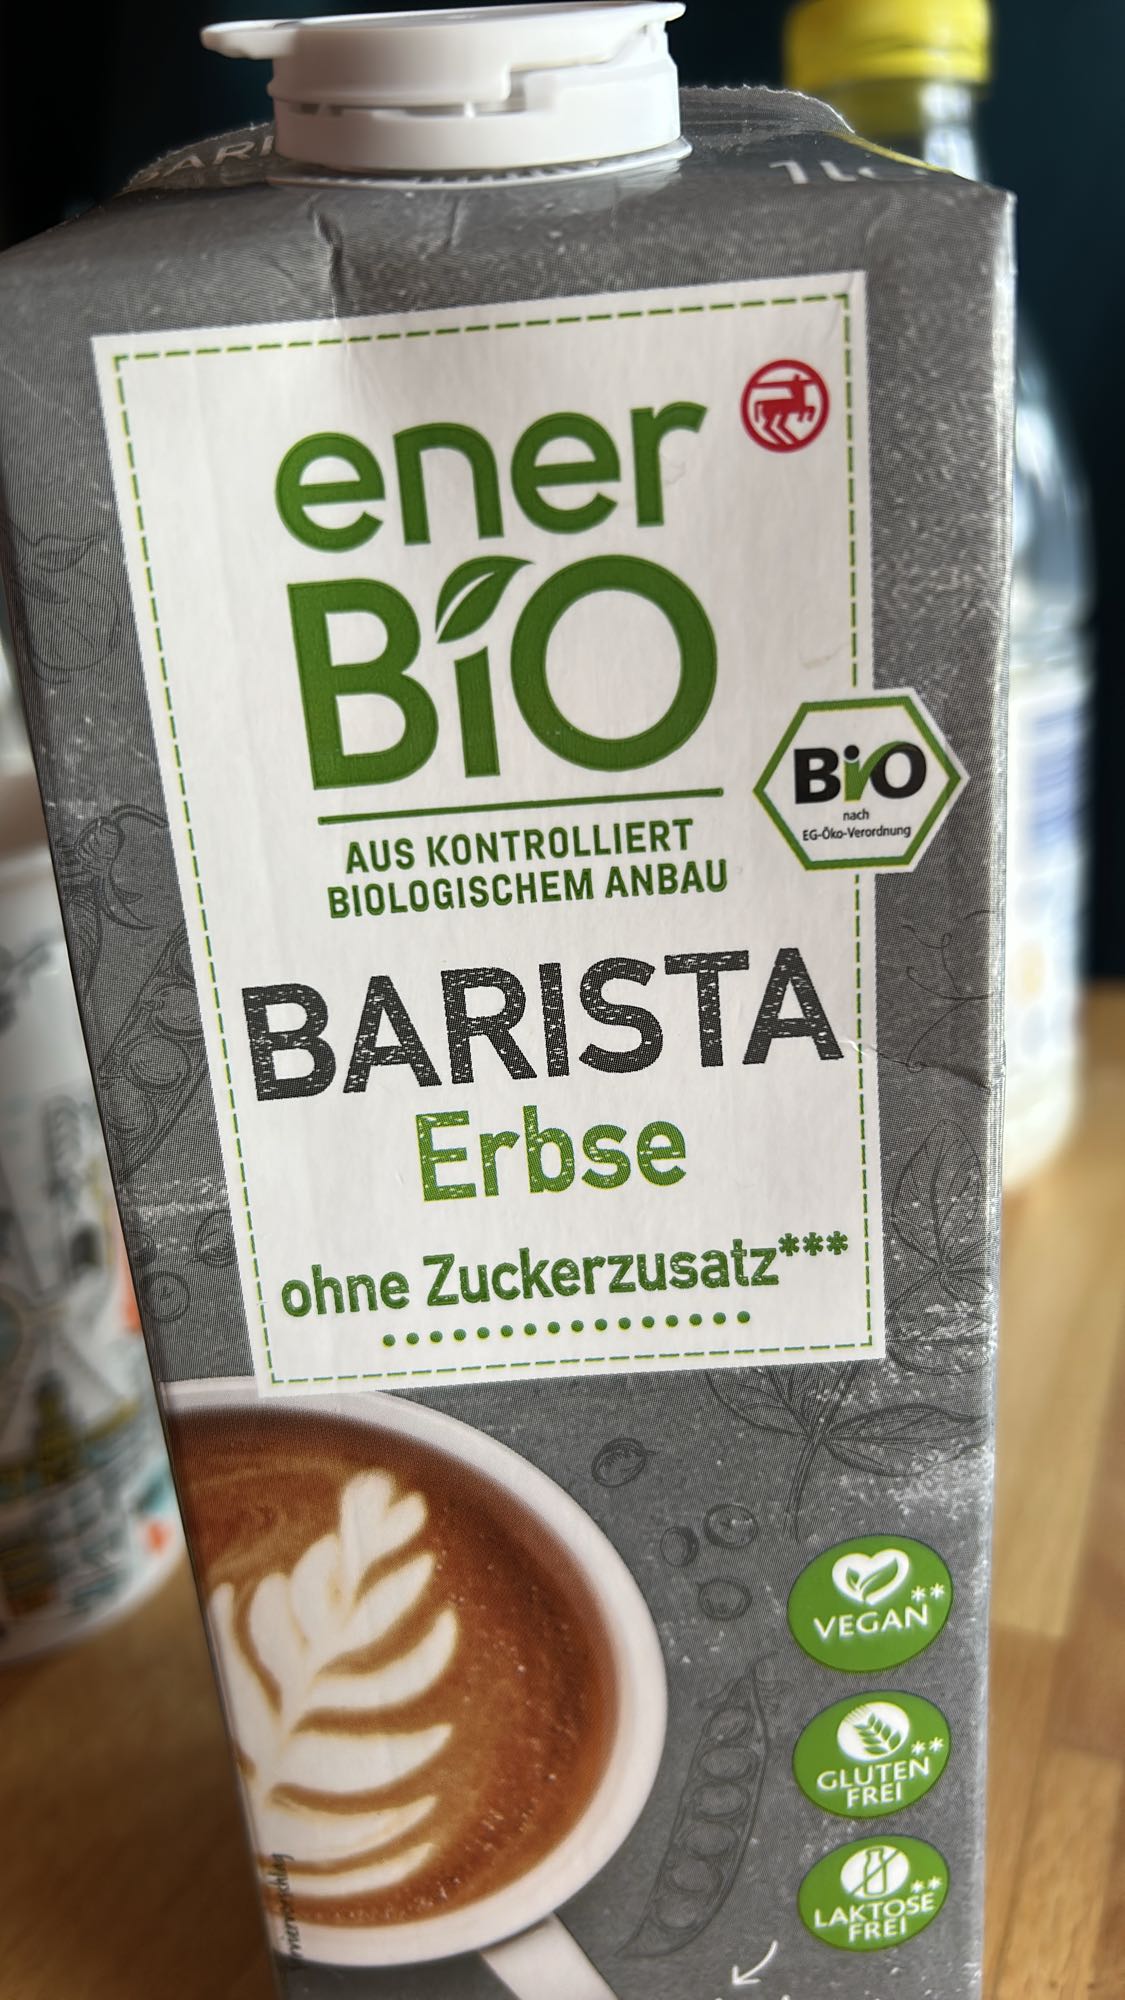 ener
BiO
AUS KONTROLLIERT
BIOLOGISCHEM ANBAU
BiO
nach
EG-Öko-Verordnung
BARISTA
Erbse
ohne Zuckerzusatz***
VEGAN**
GLUTEN**
FREI
LAKTOSE**
FREI